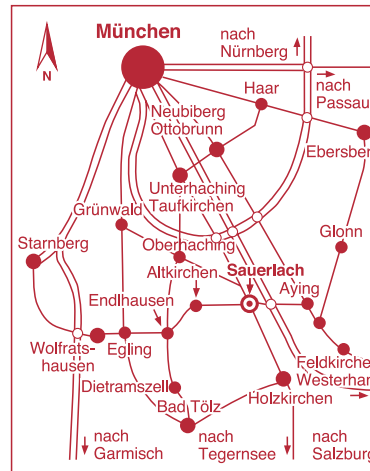 München
nach
Nürnberg
N
nach
Passau
Haar
Neubiberg
Ottobrunn
Ebersber
Unterhaching
Taufkirchen
Grünwald
Glonn
Starnberg
Oberhaching
Altkirchen
Sauerlach
Aying
Endlhausen
Wolfrats-
hausen
Egling
Feldkirche
Westerhan
Dietramszell
Holzkirchen
Bad Tölz
nach
Garmisch
nach
Tegernsee
nach
Salzburg